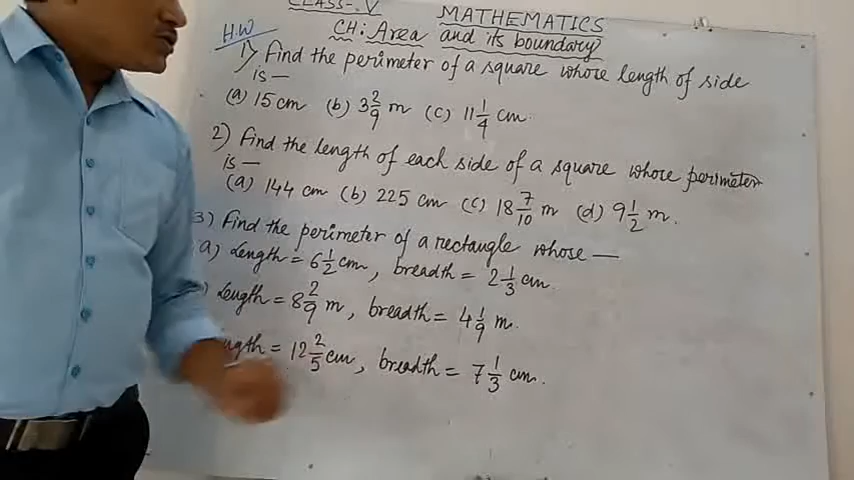 CLASS-V
MATHEMATICS
CH: Area and its boundary
H.W
1) Find the perimeter of a square whose length of side
is —
(a) 15 cm (b) 3 2/9 m (c) 11 1/4 cm.
2) Find the length of each side of a square whose perimeter
is —
(a) 144 cm (b) 225 cm (c) 18 7/10 m (d) 9 1/2 m.
3) Find the perimeter of a rectangle whose —
a) Length = 6 1/2 cm, breadth = 2 1/3 cm.
) Length = 8 2/9 m, breadth = 4 1/9 m.
ength = 12 2/5 cm, breadth = 7 1/3 cm.